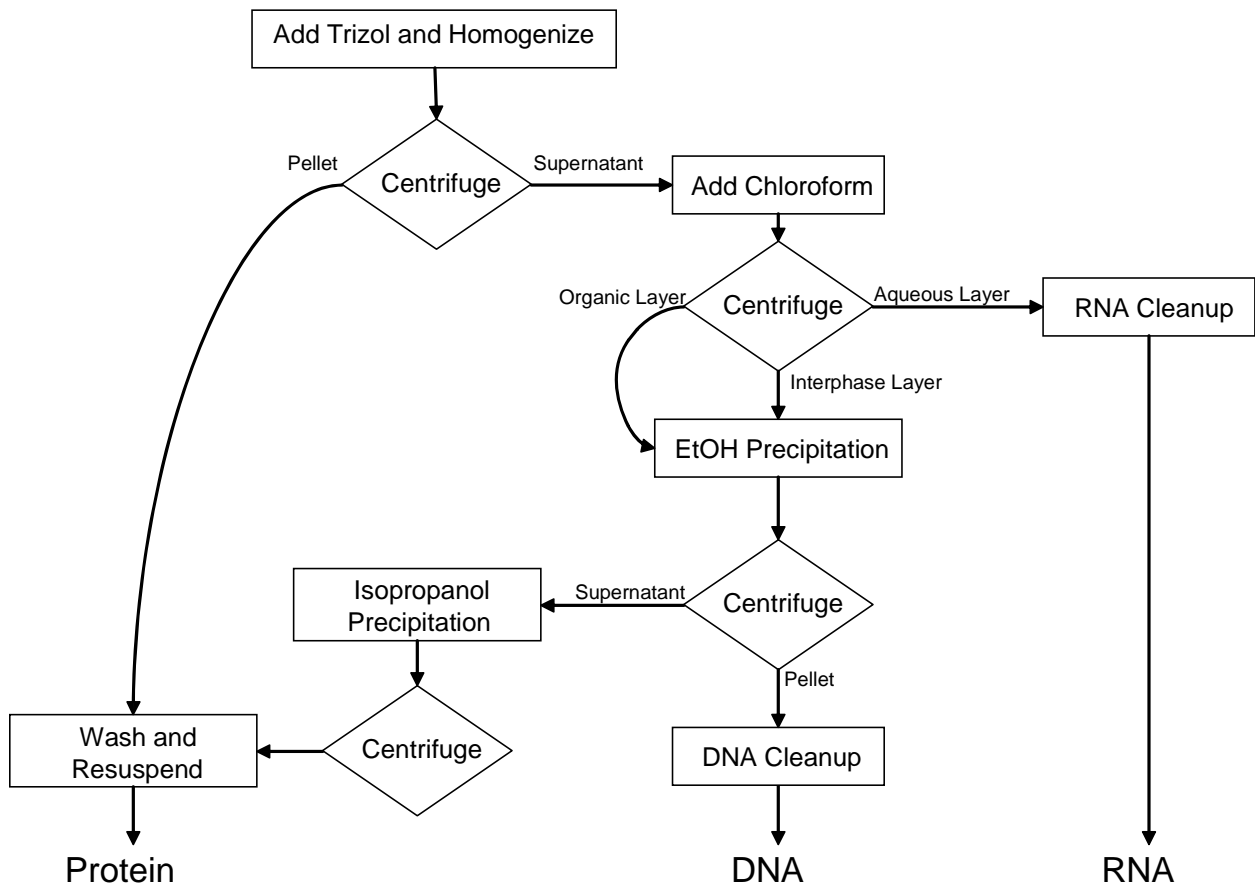 Add Trizol and Homogenize
Pellet
Centrifuge
Supernatant
Add Chloroform
Organic Layer
Centrifuge
Aqueous Layer
RNA Cleanup
Interphase Layer
EtOH Precipitation
Isopropanol
Precipitation
Supernatant
Centrifuge
Pellet
Wash and
Resuspend
Centrifuge
DNA Cleanup
Protein
DNA
RNA